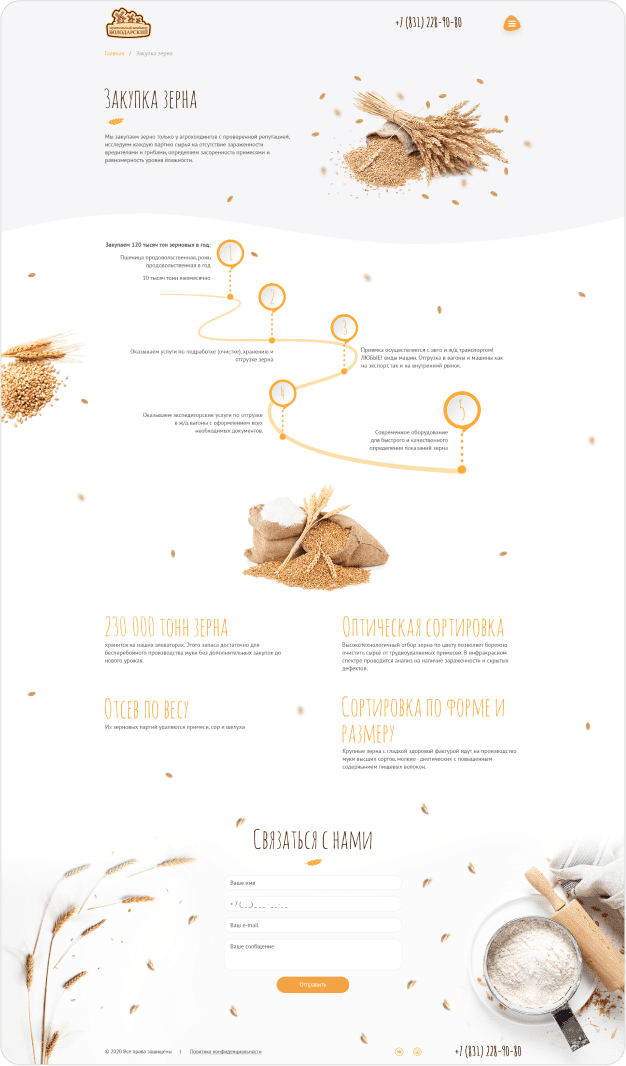 ВОЛОДАРСКИЙ
+7 (831) 228-90-80
Главная / Закупка зерна
Закупка зерна
Мы закупаем зерно только у агрохолдингов с проверенной репутацией,
исследуем каждую партию сырья на отсутствие зараженности
вредителями и грибами, определяем засоренность примесями и
равномерность уровня влажности.
Закупаем 120 тысяч тон зерновых в год:
Пшеница продовольственная, рожь
продовольственная в год
10 тысяч тонн ежемесячно
1
2
Оказываем услуги по подработке (очистке), хранению и
отгрузке зерна
3
Приемка осуществляется с авто и ж/д транспортом!
ЛЮБЫЕ! виды машин. Отгрузка в вагоны и машины как
на экспорт, так и на внутренний рынок.
4
Оказываем экспедиторские услуги по отгрузке
в ж/д вагоны с оформлением всех
необходимых документов.
5
Современное оборудование
для быстрого и качественного
определения показаний зерна
230 000 тонн зерна
хранится на наших элеваторах. Этого запаса достаточно для
бесперебойного производства муки без дополнительных закупок до
нового урожая.
Оптическая сортировка
Высокотехнологичный отбор зерна по цвету позволяет бережно
очистить сырьё от трудноудаляемых примесей. В инфракрасном
спектре проводится анализ на наличие заражённости и скрытых
дефектов.
Отсев по весу
Из зерновых партий удаляются примеси, сор и шелуха
Сортировка по форме и
размеру
Крупные зерна с гладкой здоровой фактурой идут на производство
муки высших сортов, мелкие - диетических с повышенным
содержанием пищевых волокон.
Связаться с нами
Ваше имя
+7 (__) ___-__-__
Ваш e-mail
Ваше сообщение
Отправить
© 2020 Все права защищены | Политика конфиденциальности
+7 (831) 228-90-80